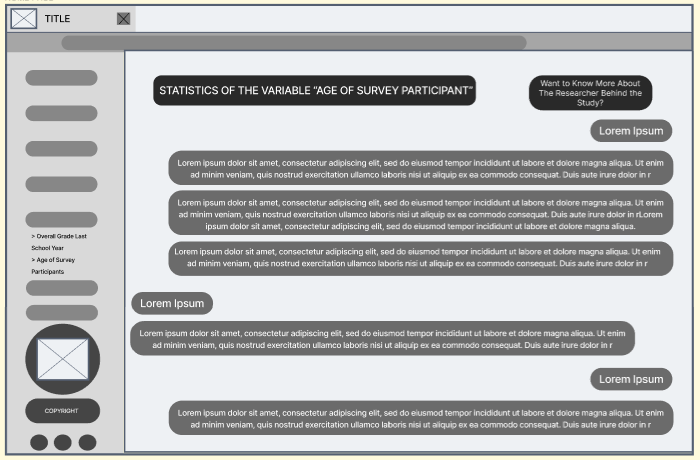 TITLE
STATISTICS OF THE VARIABLE "AGE OF SURVEY PARTICIPANT"
Want to Know More About
The Researcher Behind the
Study?
Lorem Ipsum
Lorem ipsum dolor sit amet, consectetur adipiscing elit, sed do eiusmod tempor incididunt ut labore et dolore magna aliqua. Ut enim
ad minim veniam, quis nostrud exercitation ullamco laboris nisi ut aliquip ex ea commodo consequat. Duis aute irure dolor in r
Lorem ipsum dolor sit amet, consectetur adipiscing elit, sed do eiusmod tempor incididunt ut labore et dolore magna aliqua. Ut enim
ad minim veniam, quis nostrud exercitation ullamco laboris nisi ut aliquip ex ea commodo consequat. Duis aute irure dolor in rLorem
ipsum dolor sit amet, consectetur adipiscing elit, sed do eiusmod tempor incididunt ut labore et dolore magna aliqua.
> Overall Grade Last
School Year
> Age of Survey
Participants
Lorem ipsum dolor sit amet, consectetur adipiscing elit, sed do eiusmod tempor incididunt ut labore et dolore magna aliqua. Ut enim
ad minim veniam, quis nostrud exercitation ullamco laboris nisi ut aliquip ex ea commodo consequat. Duis aute irure dolor in r
Lorem Ipsum
Lorem ipsum dolor sit amet, consectetur adipiscing elit, sed do eiusmod tempor incididunt ut labore et dolore magna aliqua. Ut enim
ad minim veniam, quis nostrud exercitation ullamco laboris nisi ut aliquip ex ea commodo consequat. Duis aute irure dolor in r
Lorem Ipsum
Lorem ipsum dolor sit amet, consectetur adipiscing elit, sed do eiusmod tempor incididunt ut labore et dolore magna aliqua. Ut enim
ad minim veniam, quis nostrud exercitation ullamco laboris nisi ut aliquip ex ea commodo consequat. Duis aute irure dolor in r
COPYRIGHT